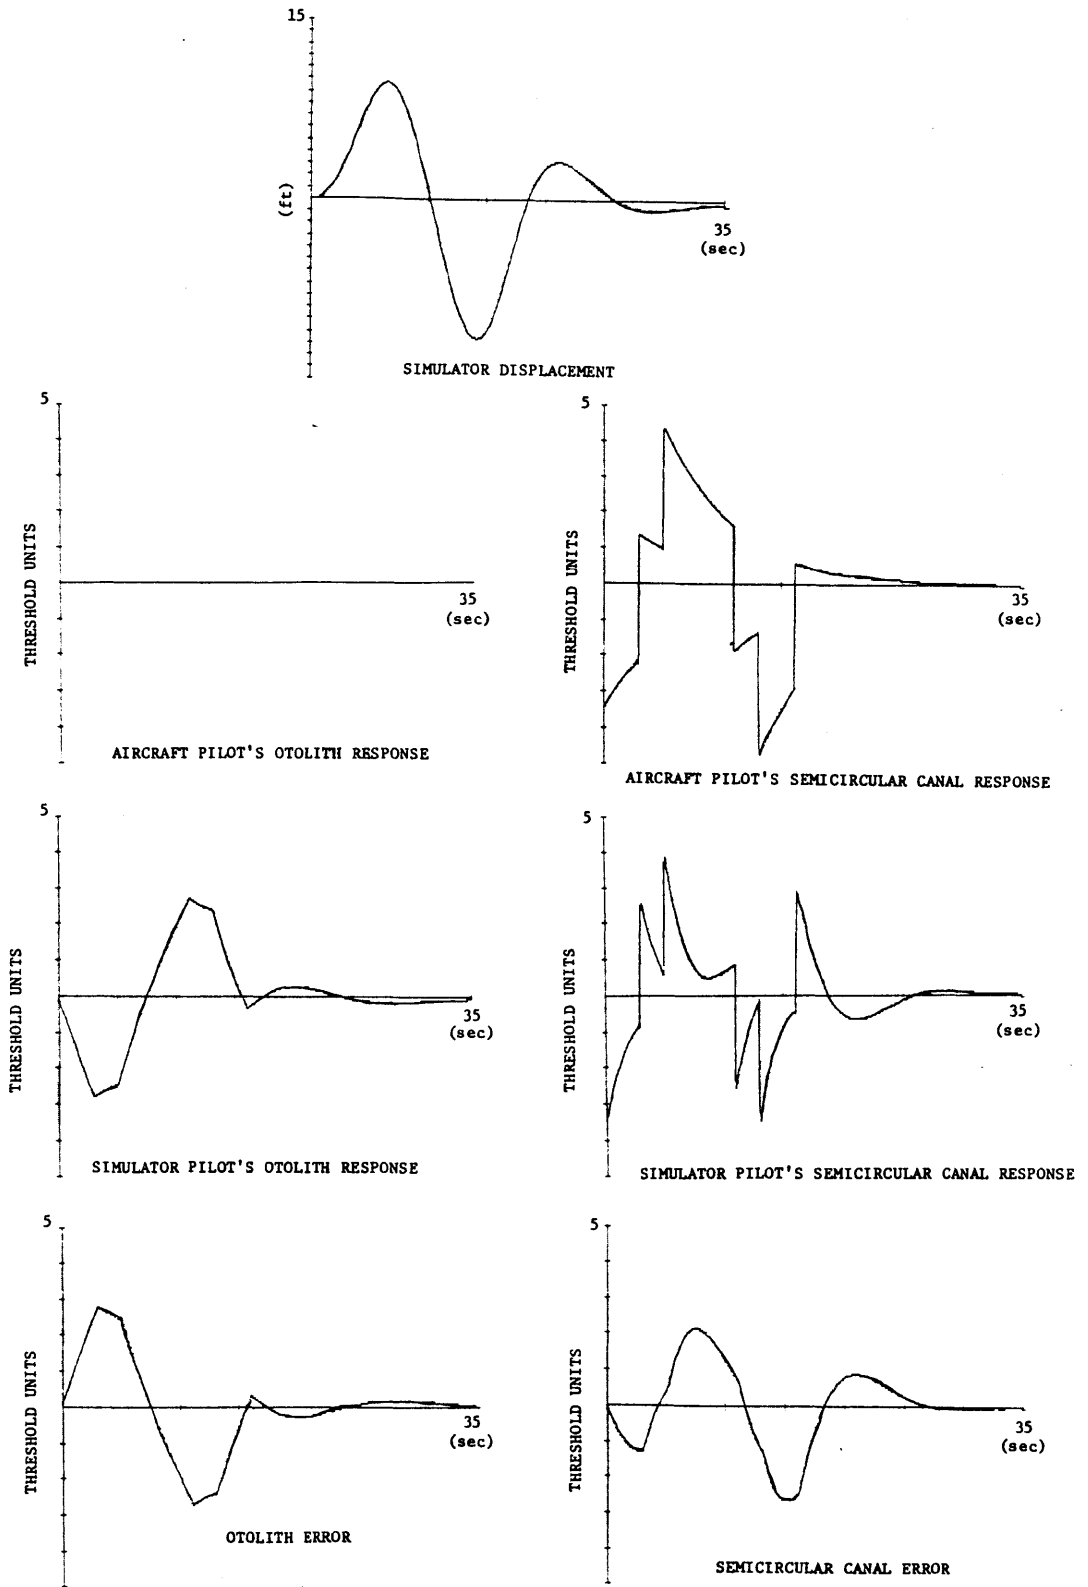 15
(ft)
35
(sec)
SIMULATOR DISPLACEMENT
5
THRESHOLD UNITS
35
(sec)
AIRCRAFT PILOT'S OTOLITH RESPONSE
5
THRESHOLD UNITS
35
(sec)
AIRCRAFT PILOT'S SEMICIRCULAR CANAL RESPONSE
5
THRESHOLD UNITS
35
(sec)
SIMULATOR PILOT'S OTOLITH RESPONSE
5
THRESHOLD UNITS
35
(sec)
SIMULATOR PILOT'S SEMICIRCULAR CANAL RESPONSE
5
THRESHOLD UNITS
35
(sec)
OTOLITH ERROR
5
THRESHOLD UNITS
35
(sec)
SEMICIRCULAR CANAL ERROR